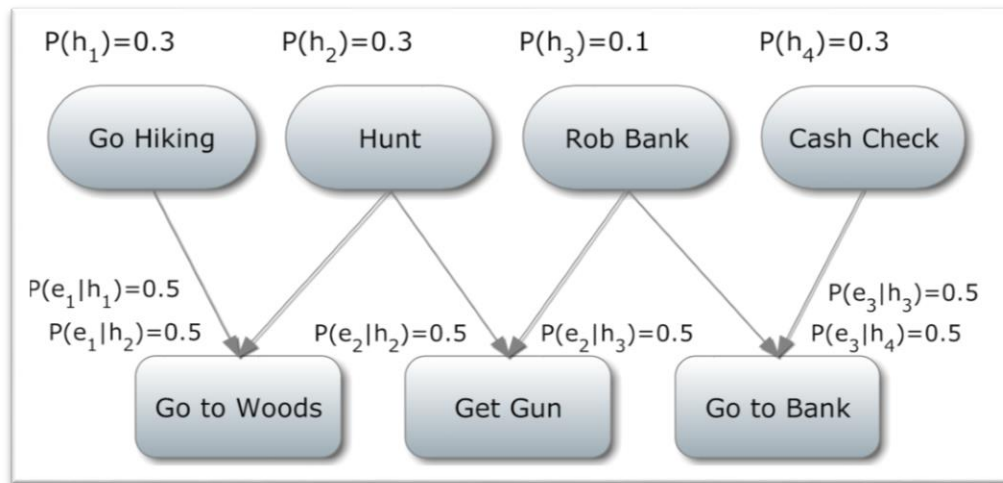 P(h₁)=0.3 P(h₂)=0.3 P(h₃)=0.1 P(h₄)=0.3
Go Hiking Hunt Rob Bank Cash Check
P(e₁|h₁)=0.5 P(e₃|h₃)=0.5
P(e₁|h₂)=0.5 P(e₂|h₂)=0.5 P(e₂|h₃)=0.5 P(e₃|h₄)=0.5
Go to Woods Get Gun Go to Bank